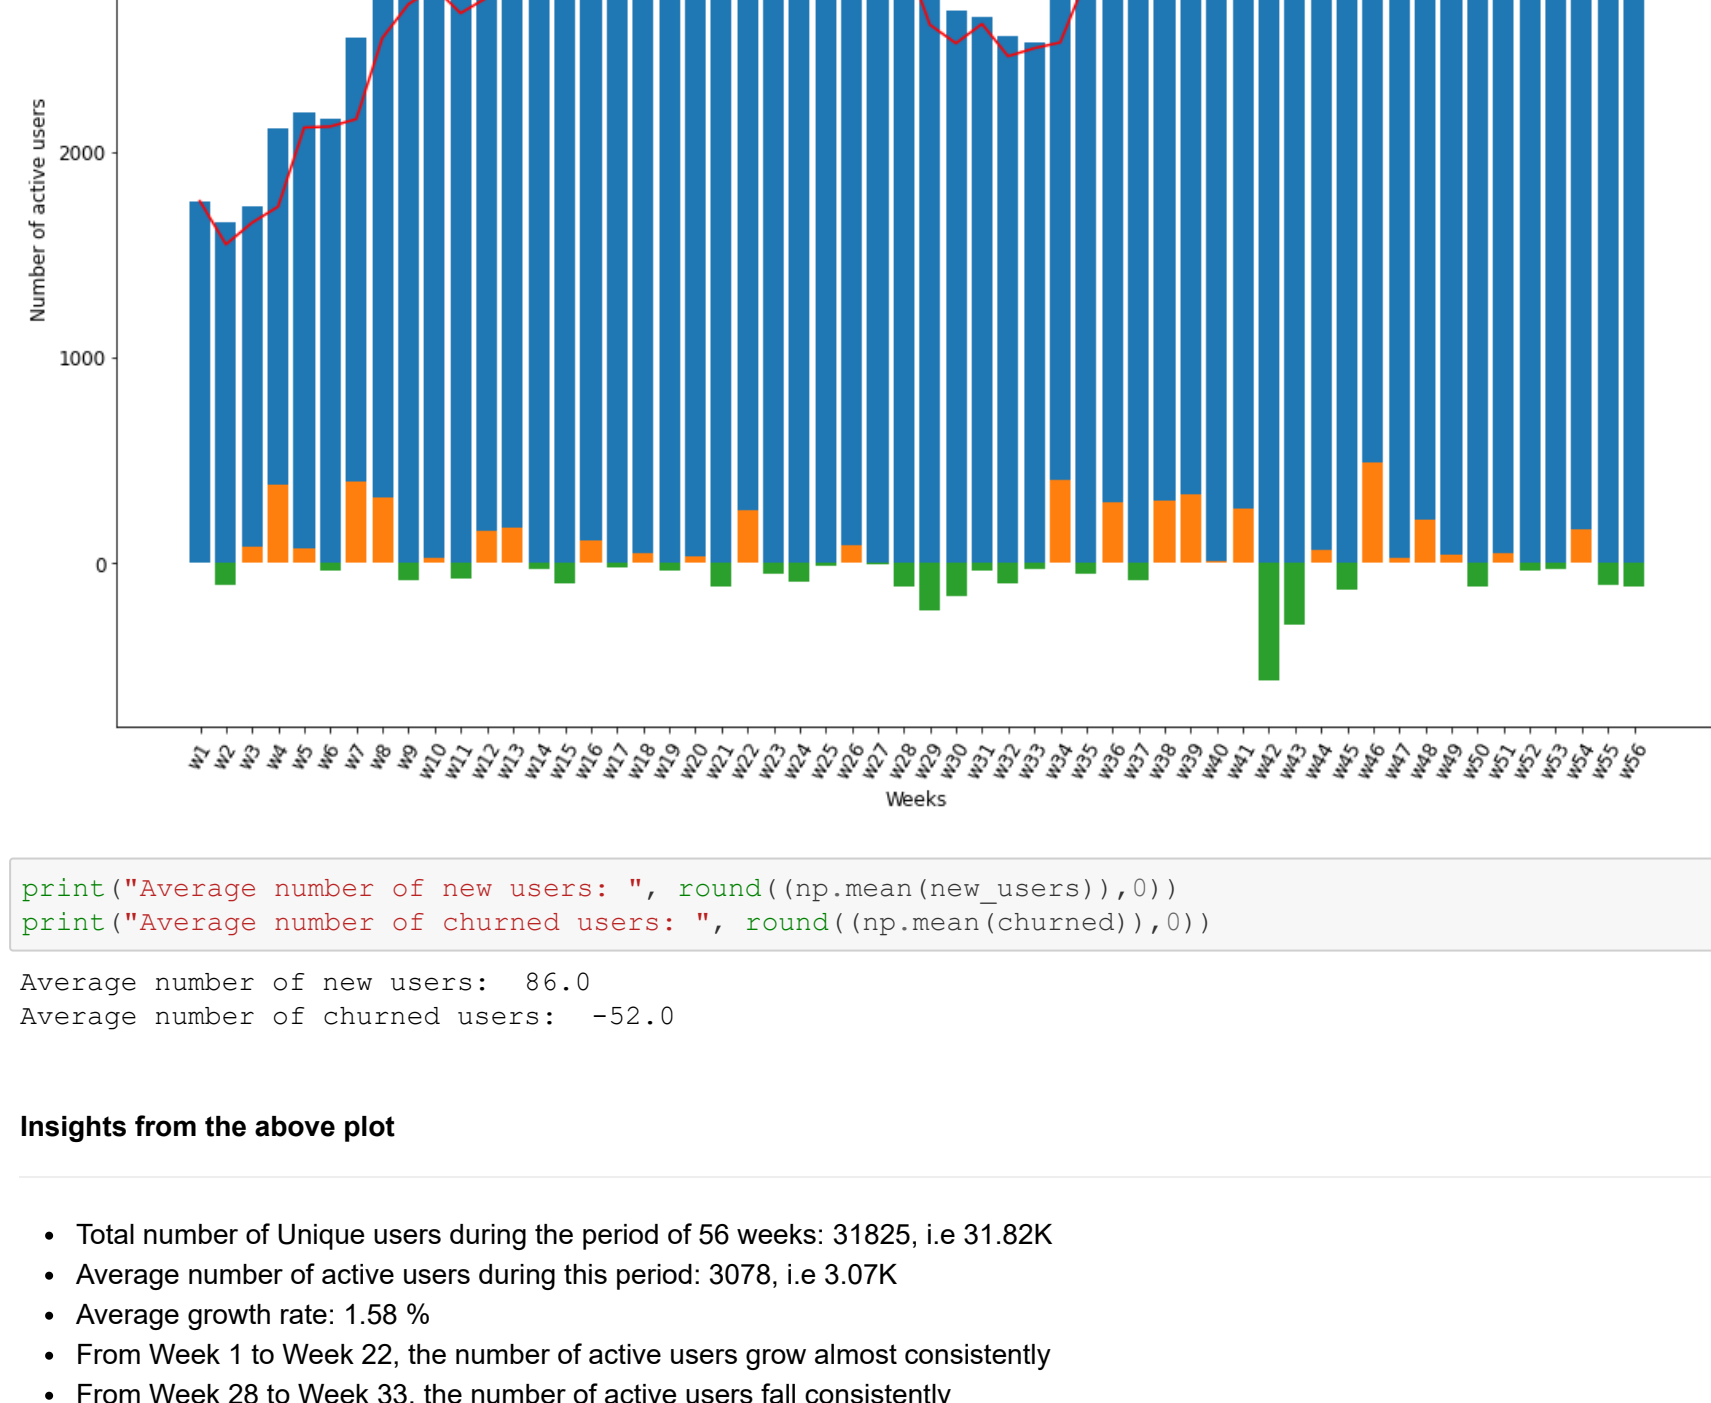 Number of active users
2000
1000
0
w1 w2 w3 w4 w5 w6 w7 w8 w9 w10 w11 w12 w13 w14 w15 w16 w17 w18 w19 w20 w21 w22 w23 w24 w25 w26 w27 w28 w29 w30 w31 w32 w33 w34 w35 w36 w37 w38 w39 w40 w41 w42 w43 w44 w45 w46 w47 w48 w49 w50 w51 w52 w53 w54 w55 w56
Weeks
print("Average number of new users: ", round((np.mean(new_users)),0))
print("Average number of churned users: ", round((np.mean(churned)),0))
Average number of new users:  86.0
Average number of churned users:  -52.0
Insights from the above plot
• Total number of Unique users during the period of 56 weeks: 31825, i.e 31.82K
• Average number of active users during this period: 3078, i.e 3.07K
• Average growth rate: 1.58 %
• From Week 1 to Week 22, the number of active users grow almost consistently
• From Week 28 to Week 33, the number of active users fall consistently